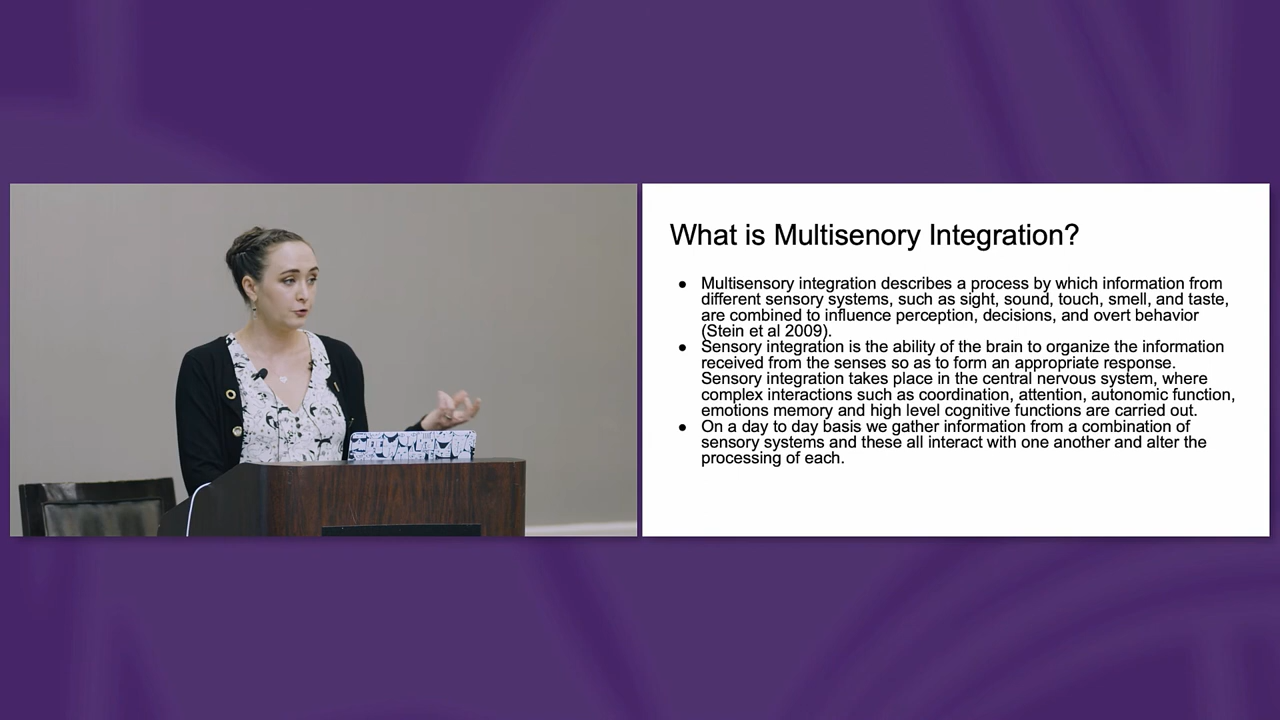 What is Multisenory Integration?
● Multisensory integration describes a process by which information from
different sensory systems, such as sight, sound, touch, smell, and taste,
are combined to influence perception, decisions, and overt behavior
(Stein et al 2009).
● Sensory integration is the ability of the brain to organize the information
received from the senses so as to form an appropriate response.
Sensory integration takes place in the central nervous system, where
complex interactions such as coordination, attention, autonomic function,
emotions memory and high level cognitive functions are carried out.
● On a day to day basis we gather information from a combination of
sensory systems and these all interact with one another and alter the
processing of each.